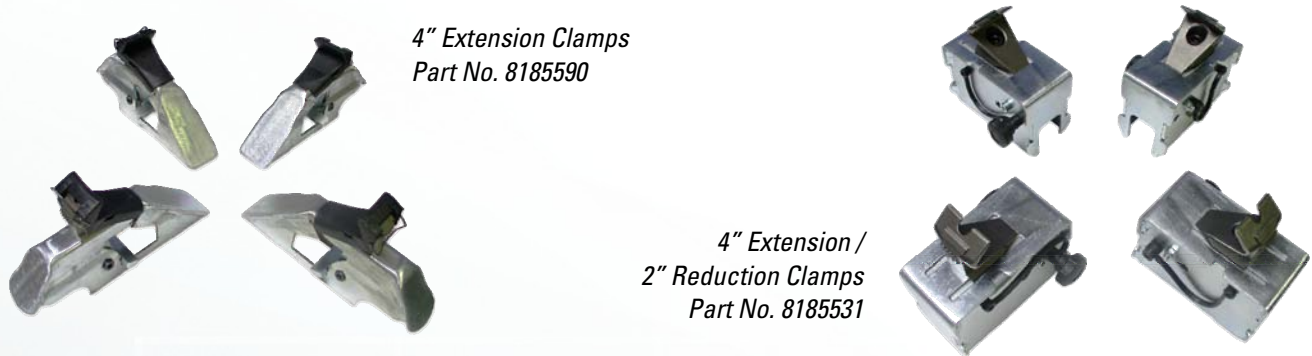 4” Extension Clamps
Part No. 8185590
4” Extension /
2” Reduction Clamps
Part No. 8185531